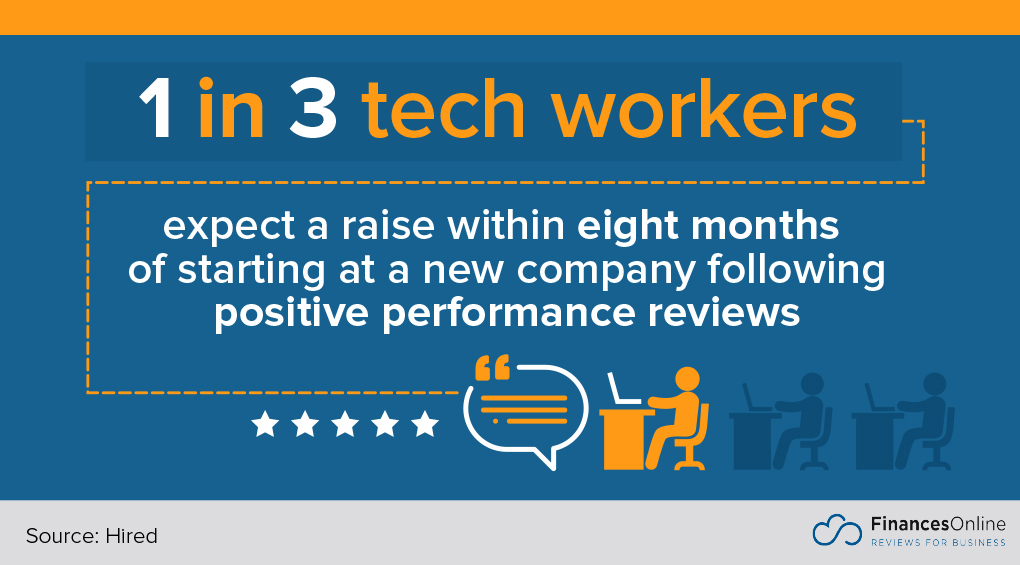 1 in 3 tech workers
expect a raise within eight months
of starting at a new company following
positive performance reviews
Source: Hired
FinancesOnline
REVIEWS FOR BUSINESS